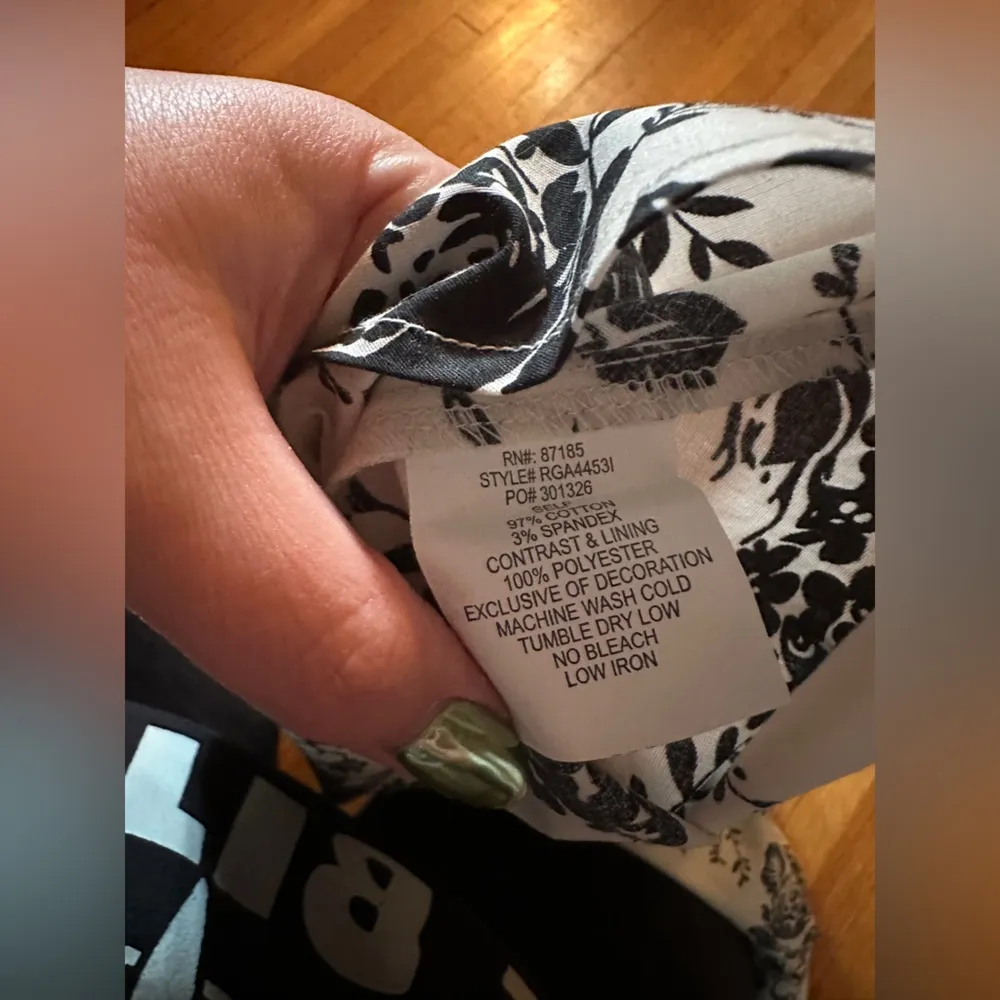 RN#: 87185
STYLE# RGA4453I
PO# 301326
SELF
97% COTTON
3% SPANDEX
CONTRAST & LINING
100% POLYESTER
EXCLUSIVE OF DECORATION
MACHINE WASH COLD
TUMBLE DRY LOW
NO BLEACH
LOW IRON